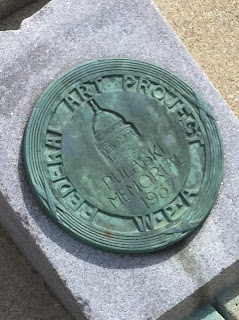 FEDERAL ART PROJECT
W-P-A
PULASKI
MEMORIAL
1937